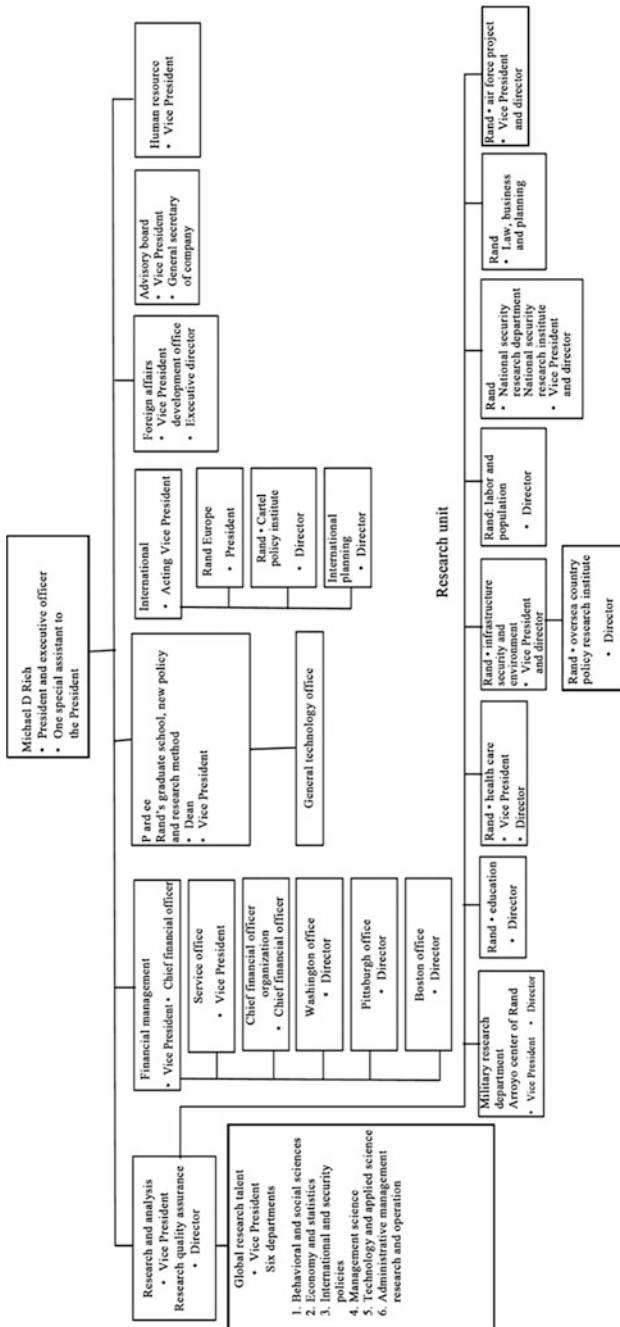 Michael D Rich
• President and executive officer
• One special assistant to
the President
Research and analysis
• Vice President
Research quality assurance
• Director
Global research talent
• Vice President
Six departments
1. Behavioral and social sciences
2. Economy and statistics
3. International and security
policies
4. Management science
5. Technology and applied science
6. Administrative management
research and operation
Financial management
• Vice President • Chief financial officer
Service office
• Vice President
Chief financial officer
organization
• Chief financial officer
Washington office
• Director
Pittsburgh office
• Director
Boston office
• Director
P ard ee
Rand's graduate school, new policy
and research method
• Dean
• Vice President
General technology office
International
• Acting Vice President
Rand Europe
• President
Rand • Cartel
policy institute
• Director
International
planning
• Director
Foreign affairs
• Vice President
development office
• Executive director
Advisory board
• Vice President
• General secretary
of company
Human resource
• Vice President
Research unit
Military research
department
Arroyo center of Rand
• Vice President • Director
Rand • education
• Director
Rand • health care
• Vice President
• Director
Rand • infrastructure
security and
environment
• Vice President
and director
Rand • oversea country
policy research institute
• Director
Rand: labor and
population
• Director
Rand
• National security
research department
National security
research institute
• Vice President
and director
Rand
• Law, business
and planning
Rand • air force project
• Vice President
and director